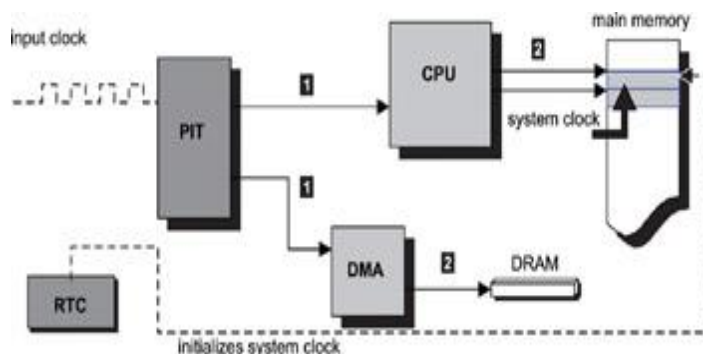 main memory
input clock
2
CPU
1
PIT
system clock
1
DMA
2
DRAM
RTC
initializes system clock